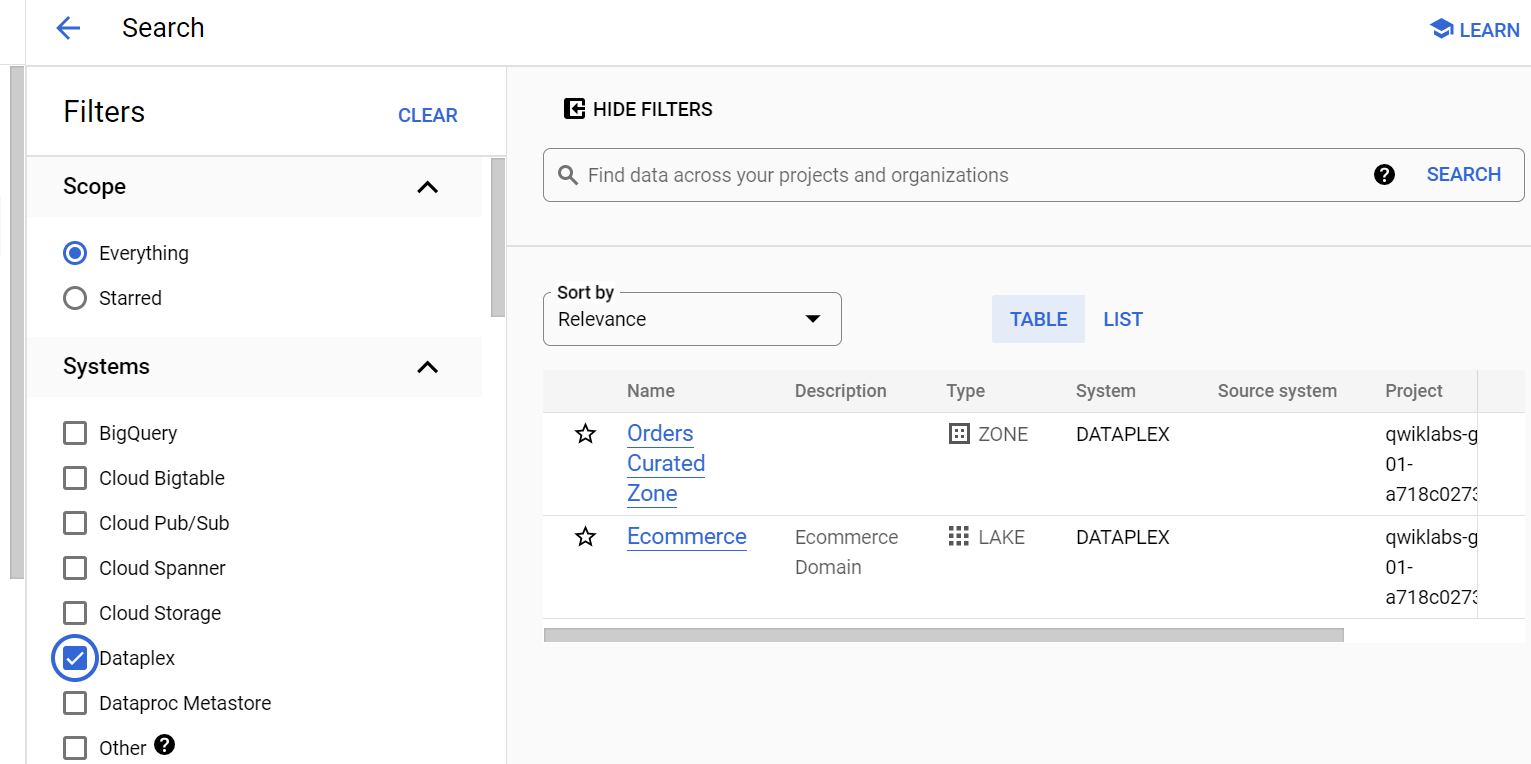 Search
LEARN
Filters
CLEAR
Scope
Everything
Starred
Systems
BigQuery
Cloud Bigtable
Cloud Pub/Sub
Cloud Spanner
Cloud Storage
Dataplex
Dataproc Metastore
Other
HIDE FILTERS
Find data across your projects and organizations
SEARCH
Sort by
Relevance
TABLE LIST
Name Description Type System Source system Project
Orders ZONE DATAPLEX qwiklabs-g
Curated 01-
Zone a718c0273
Ecommerce Ecommerce LAKE DATAPLEX qwiklabs-g
Domain 01-
a718c0273